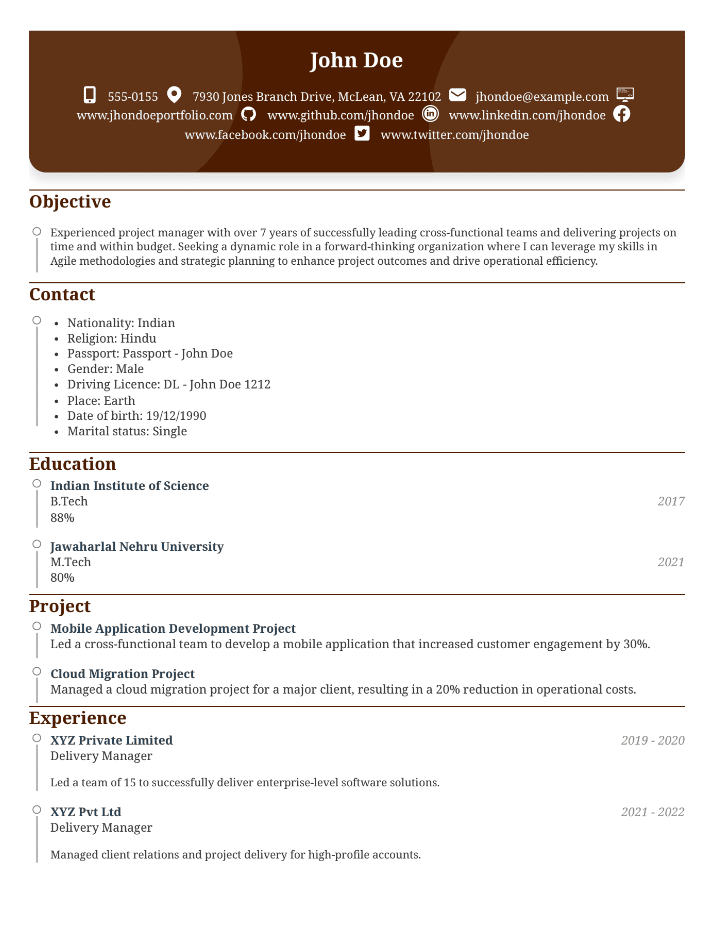 John Doe
555-0155 7930 Jones Branch Drive, McLean, VA 22102 jhondoe@example.com
www.jhondoeportfolio.com www.github.com/jhondoe www.linkedin.com/jhondoe
www.facebook.com/jhondoe www.twitter.com/jhondoe
Objective
Experienced project manager with over 7 years of successfully leading cross-functional teams and delivering projects on
time and within budget. Seeking a dynamic role in a forward-thinking organization where I can leverage my skills in
Agile methodologies and strategic planning to enhance project outcomes and drive operational efficiency.
Contact
• Nationality: Indian
• Religion: Hindu
• Passport: Passport - John Doe
• Gender: Male
• Driving Licence: DL - John Doe 1212
• Place: Earth
• Date of birth: 19/12/1990
• Marital status: Single
Education
Indian Institute of Science
B.Tech 2017
88%
Jawaharlal Nehru University
M.Tech 2021
80%
Project
Mobile Application Development Project
Led a cross-functional team to develop a mobile application that increased customer engagement by 30%.
Cloud Migration Project
Managed a cloud migration project for a major client, resulting in a 20% reduction in operational costs.
Experience
XYZ Private Limited 2019 - 2020
Delivery Manager
Led a team of 15 to successfully deliver enterprise-level software solutions.
XYZ Pvt Ltd 2021 - 2022
Delivery Manager
Managed client relations and project delivery for high-profile accounts.